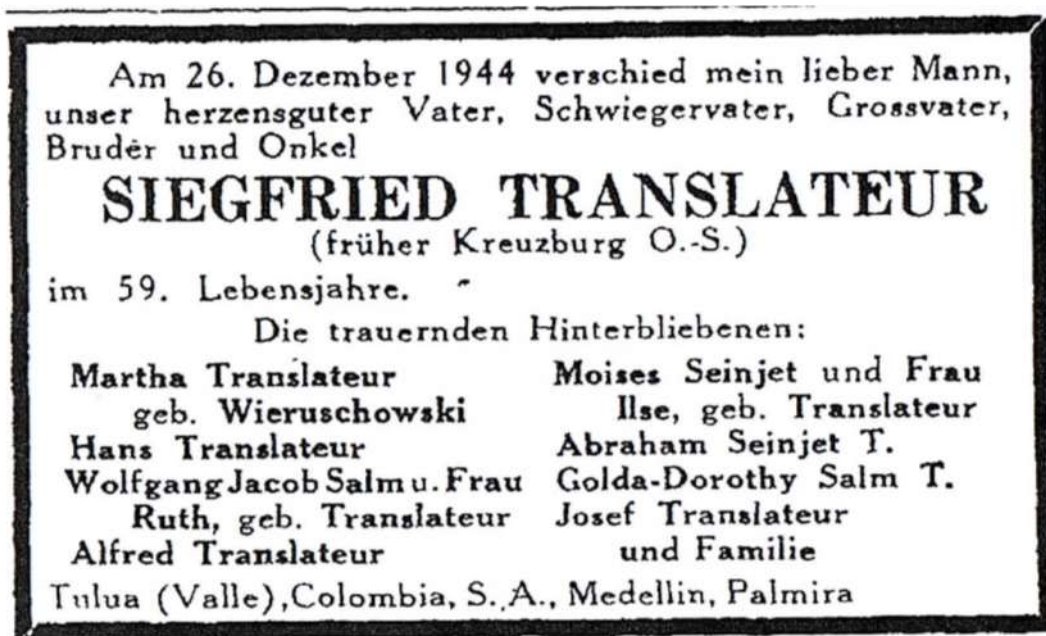 Am 26. Dezember 1944 verschied mein lieber Mann,
unser herzensguter Vater, Schwiegervater, Grossvater,
Bruder und Onkel
SIEGFRIED TRANSLATEUR
(früher Kreuzburg O.-S.)
im 59. Lebensjahre.
Die trauernden Hinterbliebenen:
Martha Translateur
geb. Wieruschowski
Hans Translateur
Wolfgang Jacob Salm u. Frau
Ruth, geb. Translateur
Alfred Translateur
Moises Seinjet und Frau
Ilse, geb. Translateur
Abraham Seinjet T.
Golda-Dorothy Salm T.
Josef Translateur
und Familie
Tulua (Valle), Colombia, S. A., Medellin, Palmira